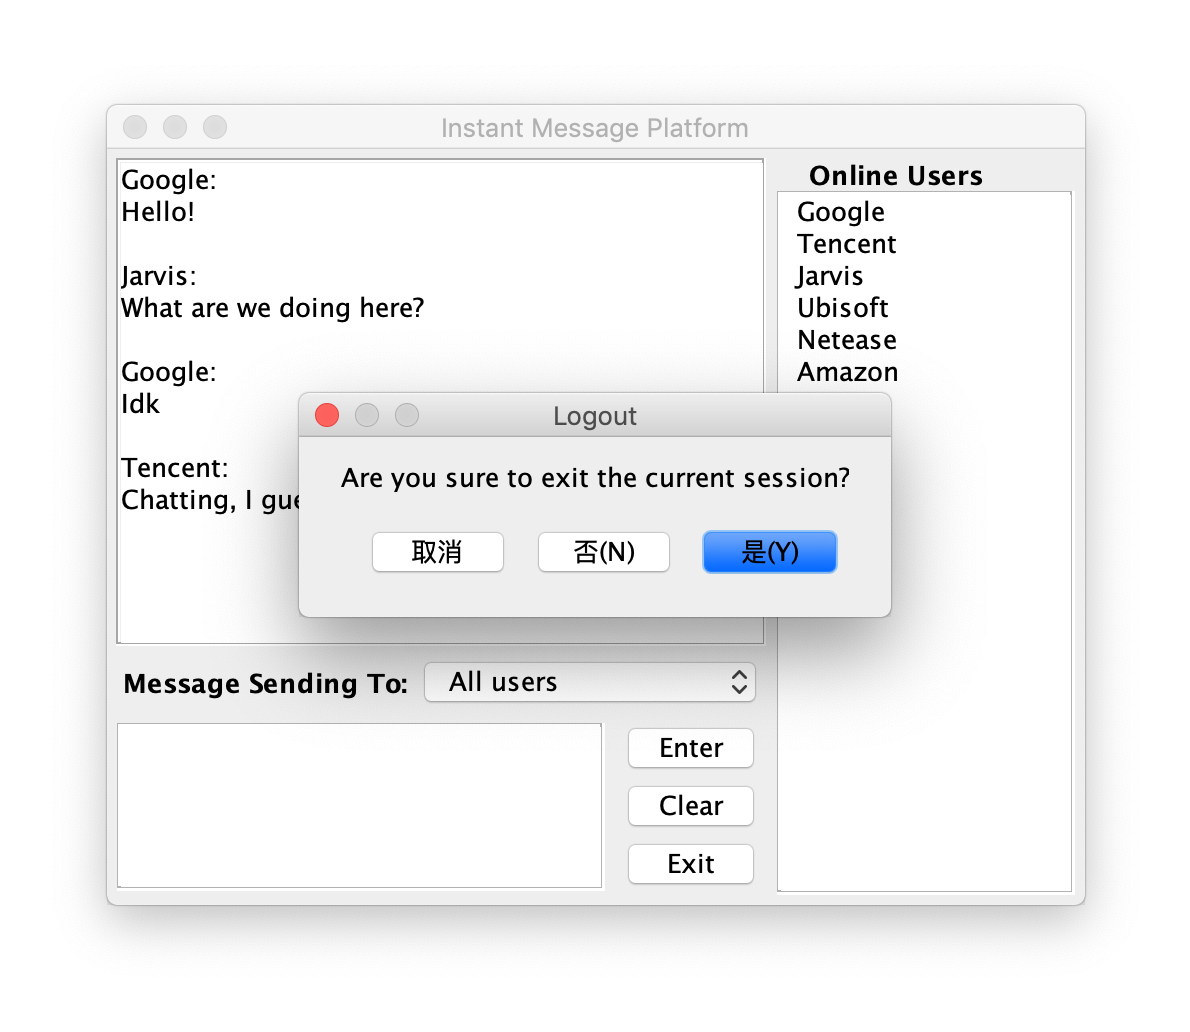 Instant Message Platform
Google:
Hello!
Jarvis:
What are we doing here?
Google:
Idk
Tencent:
Chatting, I
Online Users
Google
Tencent
Jarvis
Ubisoft
Netease
Amazon
Logout
Are you sure to exit the current session?
取消
否(N)
是(Y)
Message Sending To:
All users
Enter
Clear
Exit